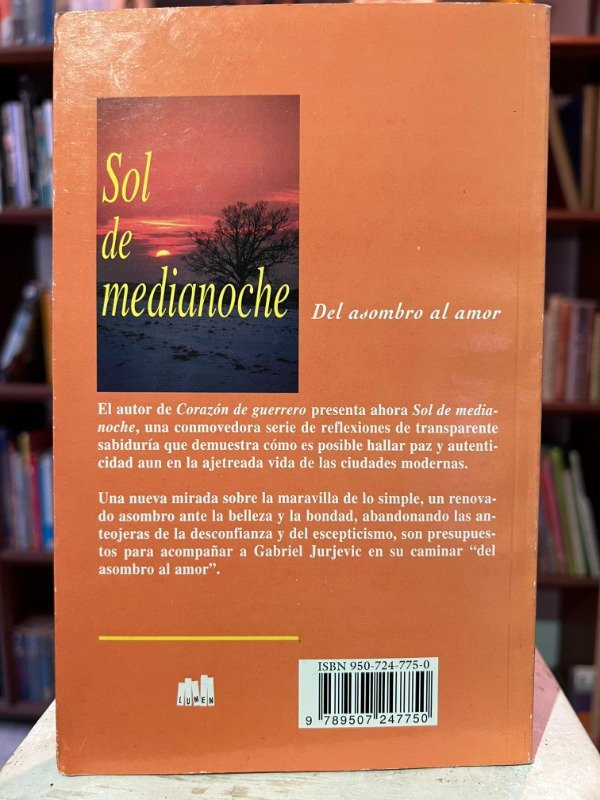 Sol
de
medianoche
Del asombro al amor
El autor de Corazón de guerrero presenta ahora Sol de media-
noche, una conmovedora serie de reflexiones de transparente
sabiduría que demuestra cómo es posible hallar paz y autenti-
cidad aun en la ajetreada vida de las ciudades modernas.
Una nueva mirada sobre la maravilla de lo simple, un renova-
do asombro ante la belleza y la bondad, abandonando las an-
teojeras de la desconfianza y del escepticismo, son presupues-
tos para acompañar a Gabriel Jurjevic en su caminar “del
asombro al amor”.
LUMEN
ISBN 950-724-775-0
9 789507 247750